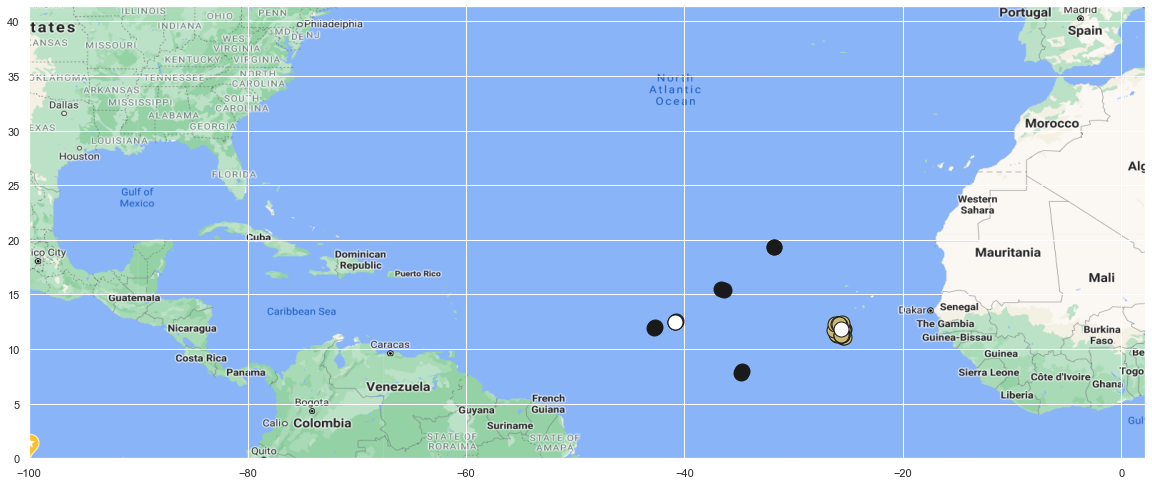 ILLINOIS
OHIO
PENN
Philadelphia
INDIANA
MD
DE
NJ
tates
KANSAS
MISSOURI
WEST
VIRGINIA
KENTUCKY
VIRGINIA
OKLAHOMA
TENNESSEE
NORTH
CAROLINA
ARKANSAS
Dallas
MISSISSIPPI
SOUTH
CAROLINA
ALABAMA
GEORGIA
EXAS
LOUISIANA
Houston
FLORIDA
Gulf of
Mexico
Cuba
ico City
Dominican
Republic
Puerto Rico
Guatemala
Caribbean Sea
Nicaragua
Caracas
Costa Rica
Panama
Venezuela
Bogota
Guyana
French
Guiana
Cali
Colombia
Suriname
STATE OF
RORAIMA
STATE OF
AMAPA
Quito
North
Atlantic
Ocean
Portugal
Madrid
Spain
Morocco
Alg
Western
Sahara
Mauritania
Mali
Dakar
Senegal
The Gambia
Guinea-Bissau
Burkina
Faso
Guinea
Be
Sierra Leone
Côte d'Ivoire
Togo
Ghana
Liberia
Gulf
40
35
30
25
20
15
10
5
0
−100
−80
−60
−40
−20
0